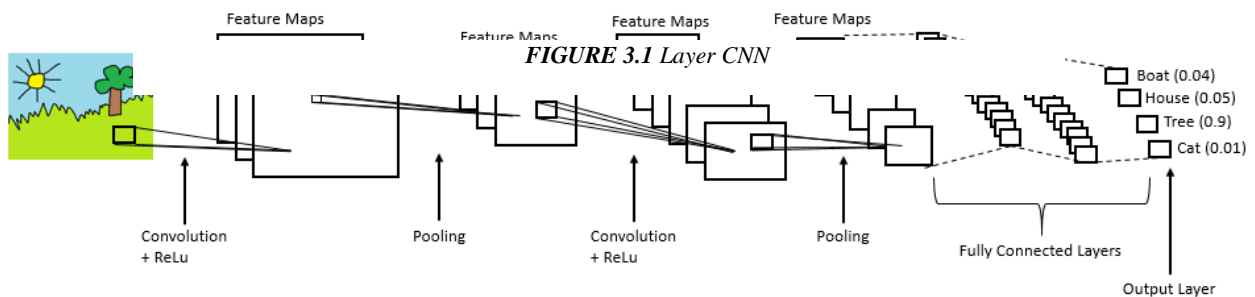 Feature Maps
Feature Maps
Feature Maps
Feature Maps
FIGURE 3.1 Layer CNN
Boat (0.04)
House (0.05)
Tree (0.9)
Cat (0.01)
Convolution
+ ReLu
Pooling
Convolution
+ ReLu
Pooling
Fully Connected Layers
Output Layer